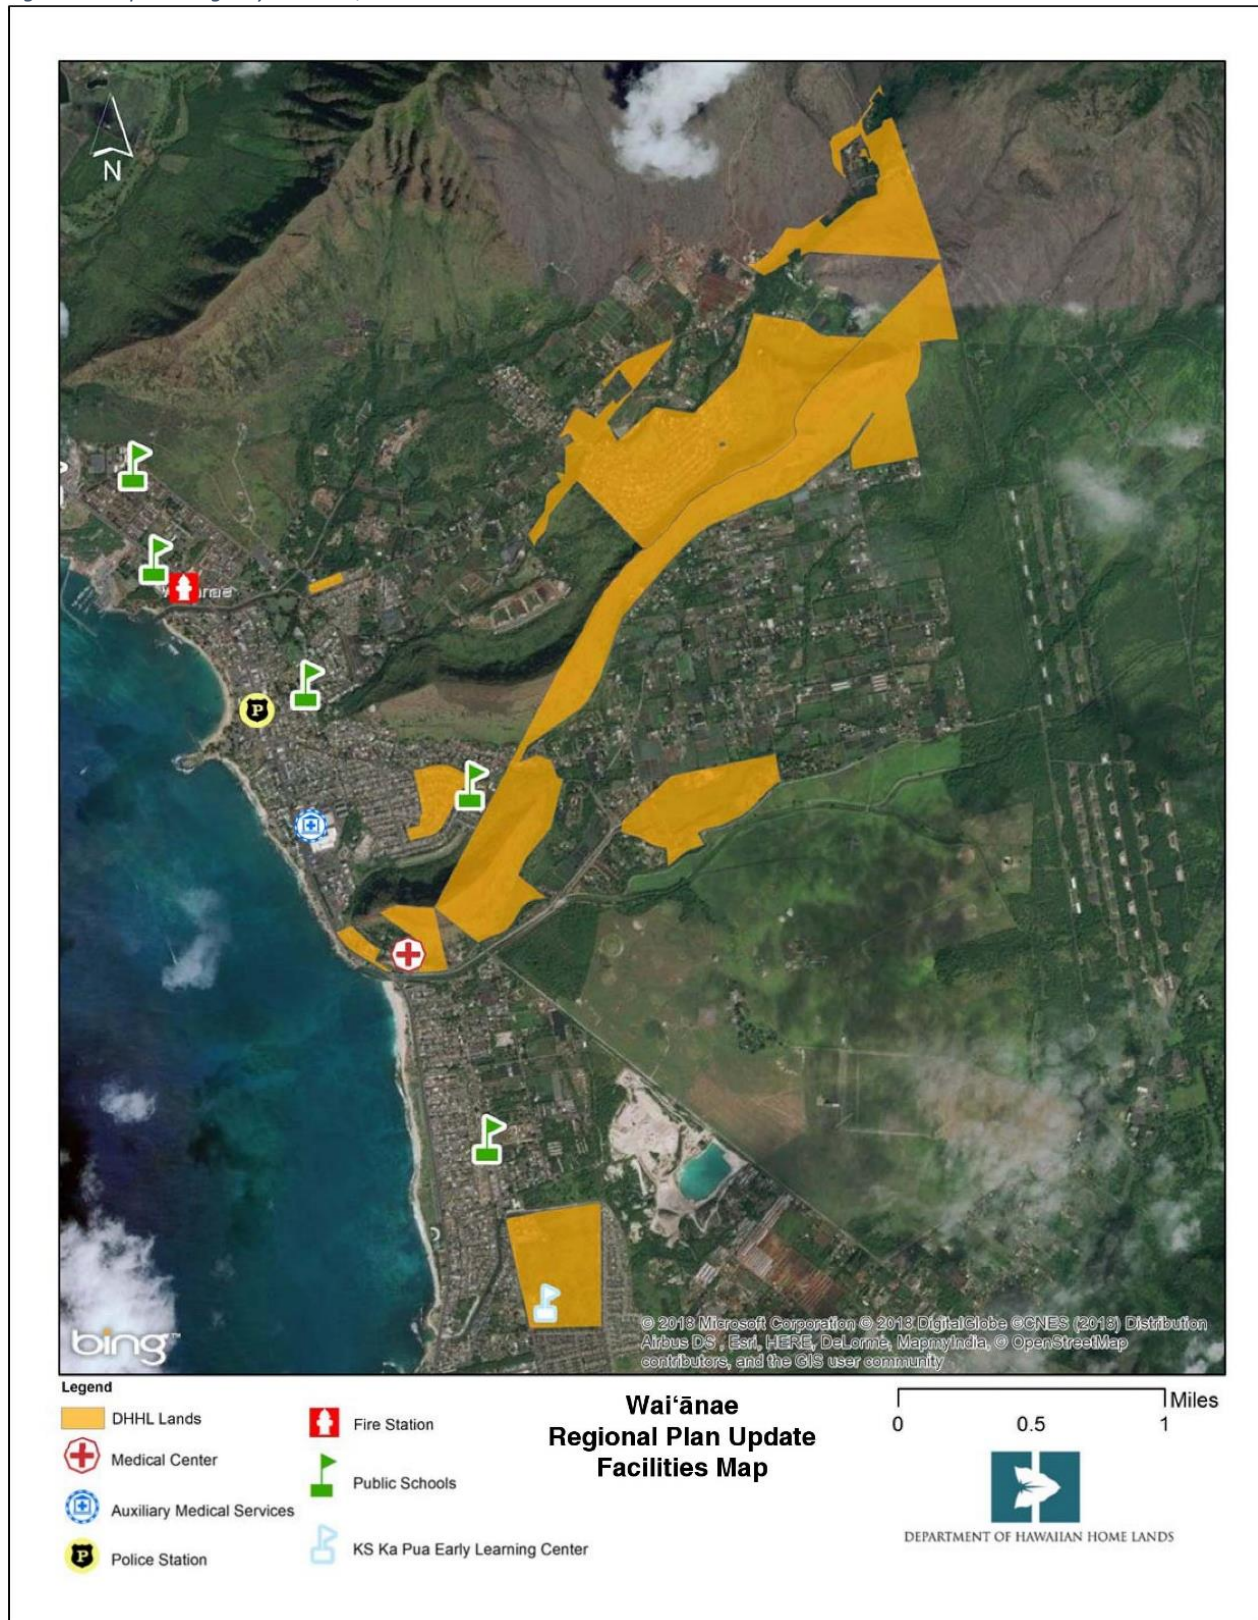 N
P
bing™
© 2018 Microsoft Corporation © 2018 DigitalGlobe ©CNES (2018) Distribution
Airbus DS , Esri, HERE, DeLorme, MapmyIndia, © OpenStreetMap
contributors, and the GIS user community
Legend
DHHL Lands
Medical Center
Auxiliary Medical Services
P
Police Station
Fire Station
Public Schools
KS Ka Pua Early Learning Center
Wai‘ānae
Regional Plan Update
Facilities Map
Miles
0 0.5 1
DEPARTMENT OF HAWAIIAN HOME LANDS